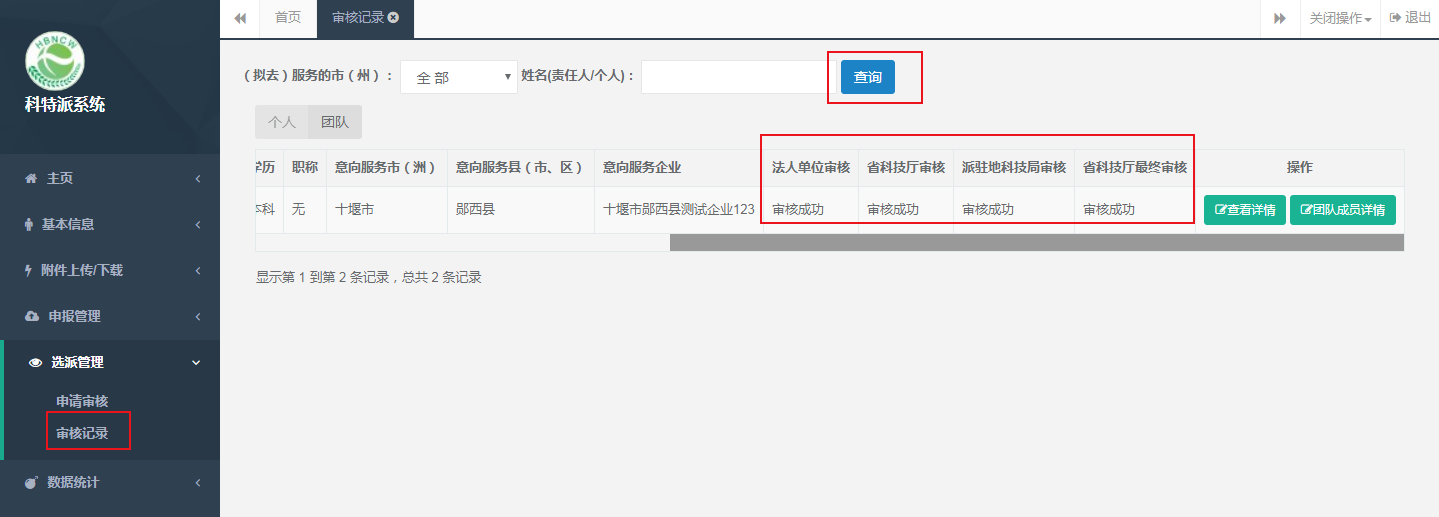 首页
审核记录
关闭操作
退出
HBNCW
科特派系统
主页
基本信息
附件上传/下载
申报管理
选派管理
申请审核
审核记录
数据统计
（拟去）服务的市（州）：
全 部
姓名(责任人/个人)：
查询
个人
团队
学历 职称 意向服务市（洲） 意向服务县（市、区） 意向服务企业 法人单位审核 省科技厅审核 派驻地科技局审核 省科技厅最终审核 操作
本科 无 十堰市 郧西县 十堰市郧西县测试企业123 审核成功 审核成功 审核成功 审核成功 查看详情 团队成员详情
显示第 1 到第 2 条记录，总共 2 条记录